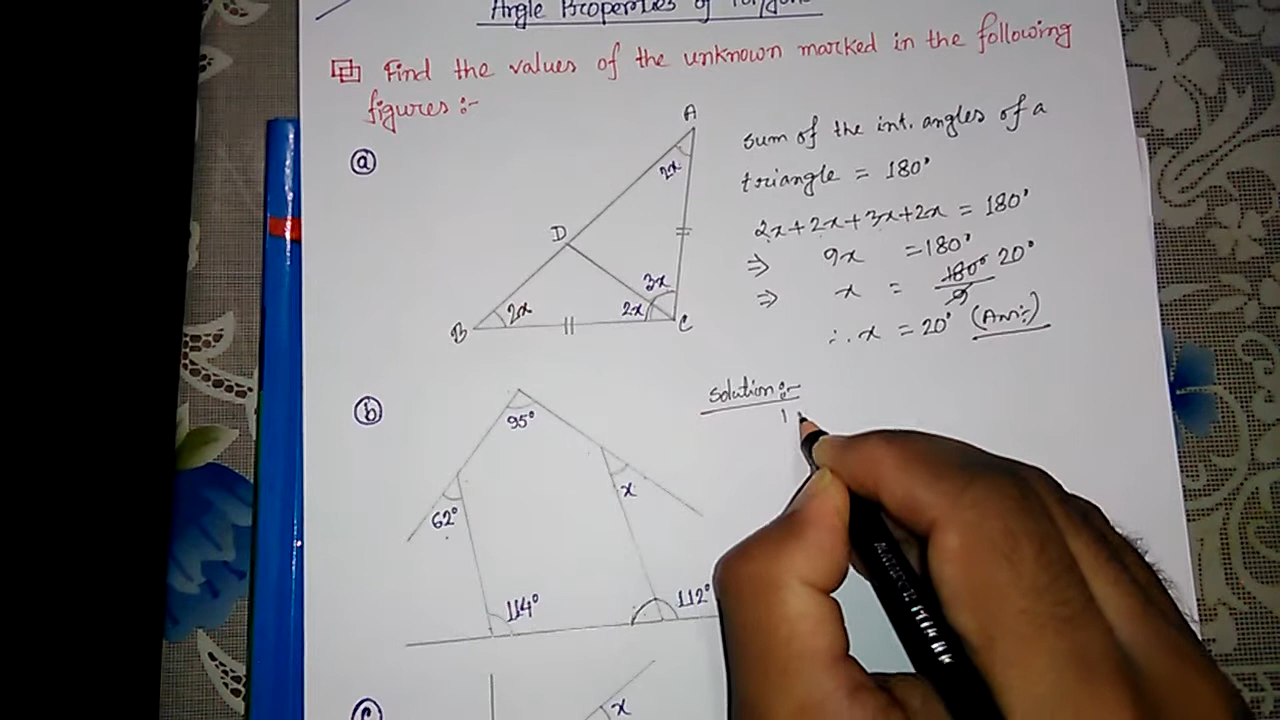 Angle Properties of Polygons
Find the values of the unknown marked in the following
figures :-
ⓐ
A
2x
D
3x
B
2x
2x
C
Sum of the int. angles of a
triangle = 180°
2x+2x+3x+2x = 180°
⇒ 9x = 180°
⇒ x = 180°/9 20°
∴ x = 20° (Ans:)
ⓑ
95°
62°
x
114°
112°
Solution :-
1
ⓒ
x